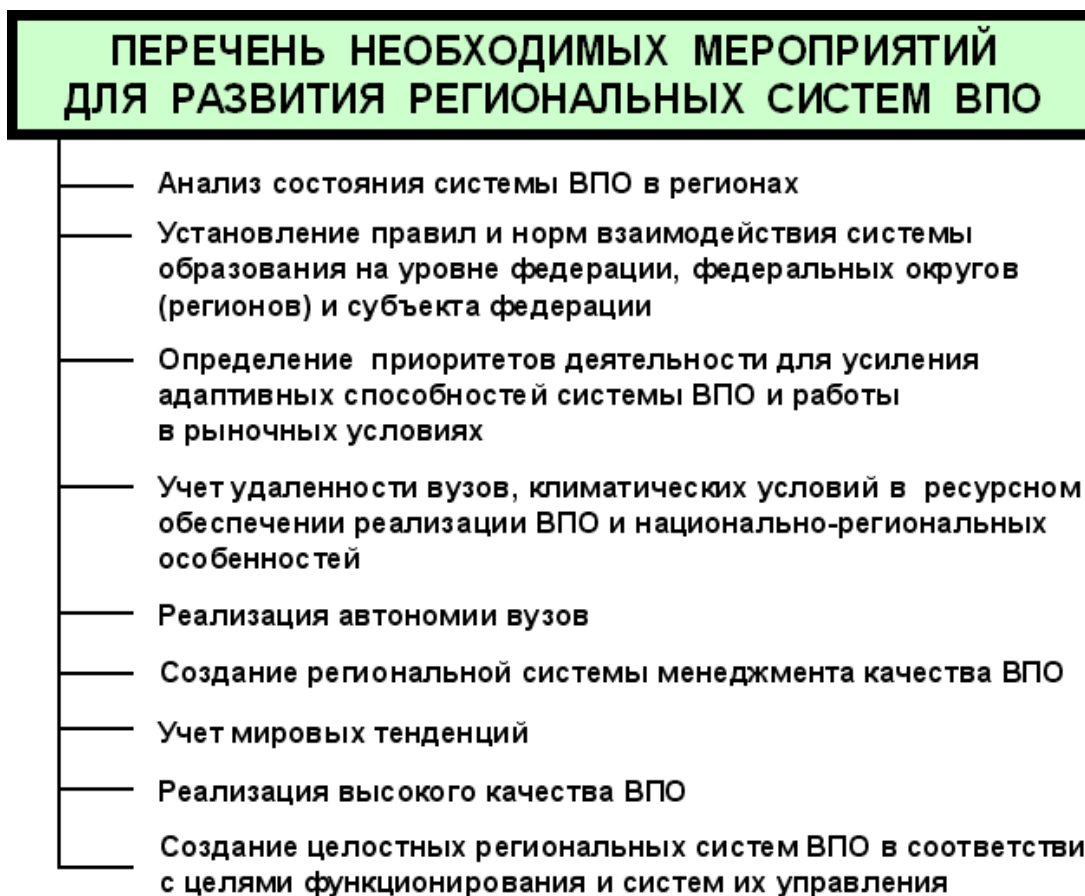 ПЕРЕЧЕНЬ НЕОБХОДИМЫХ МЕРОПРИЯТИЙ
ДЛЯ РАЗВИТИЯ РЕГИОНАЛЬНЫХ СИСТЕМ ВПО
Анализ состояния системы ВПО в регионах
Установление правил и норм взаимодействия системы
образования на уровне федерации, федеральных округов
(регионов) и субъекта федерации
Определение приоритетов деятельности для усиления
адаптивных способностей системы ВПО и работы
в рыночных условиях
Учет удаленности вузов, климатических условий в ресурсном
обеспечении реализации ВПО и национально-региональных
особенностей
Реализация автономии вузов
Создание региональной системы менеджмента качества ВПО
Учет мировых тенденций
Реализация высокого качества ВПО
Создание целостных региональных систем ВПО в соответстви
с целями функционирования и систем их управления